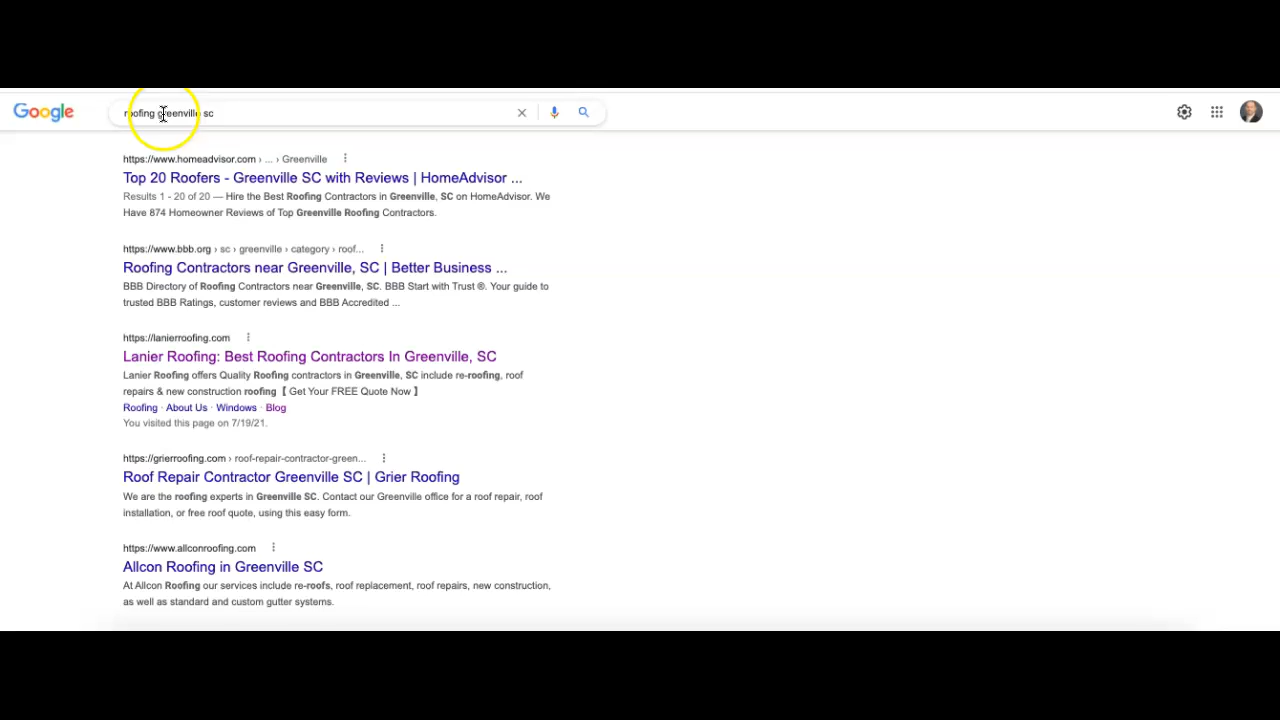 Google
roofing greenville sc
https://www.homeadvisor.com › ... › Greenville
Top 20 Roofers - Greenville SC with Reviews | HomeAdvisor ...
Results 1 - 20 of 20 — Hire the Best Roofing Contractors in Greenville, SC on HomeAdvisor. We
Have 874 Homeowner Reviews of Top Greenville Roofing Contractors.
https://www.bbb.org › sc › greenville › category › roof...
Roofing Contractors near Greenville, SC | Better Business ...
BBB Directory of Roofing Contractors near Greenville, SC. BBB Start with Trust ®. Your guide to
trusted BBB Ratings, customer reviews and BBB Accredited ...
https://lanierroofing.com
Lanier Roofing: Best Roofing Contractors In Greenville, SC
Lanier Roofing offers Quality Roofing contractors in Greenville, SC include re-roofing, roof
repairs & new construction roofing 【 Get Your FREE Quote Now 】
Roofing · About Us · Windows · Blog
You visited this page on 7/19/21.
https://grierroofing.com › roof-repair-contractor-green...
Roof Repair Contractor Greenville SC | Grier Roofing
We are the roofing experts in Greenville SC. Contact our Greenville office for a roof repair, roof
installation, or free roof quote, using this easy form.
https://www.allconroofing.com
Allcon Roofing in Greenville SC
At Allcon Roofing our services include re-roofs, roof replacement, roof repairs, new construction,
as well as standard and custom gutter systems.